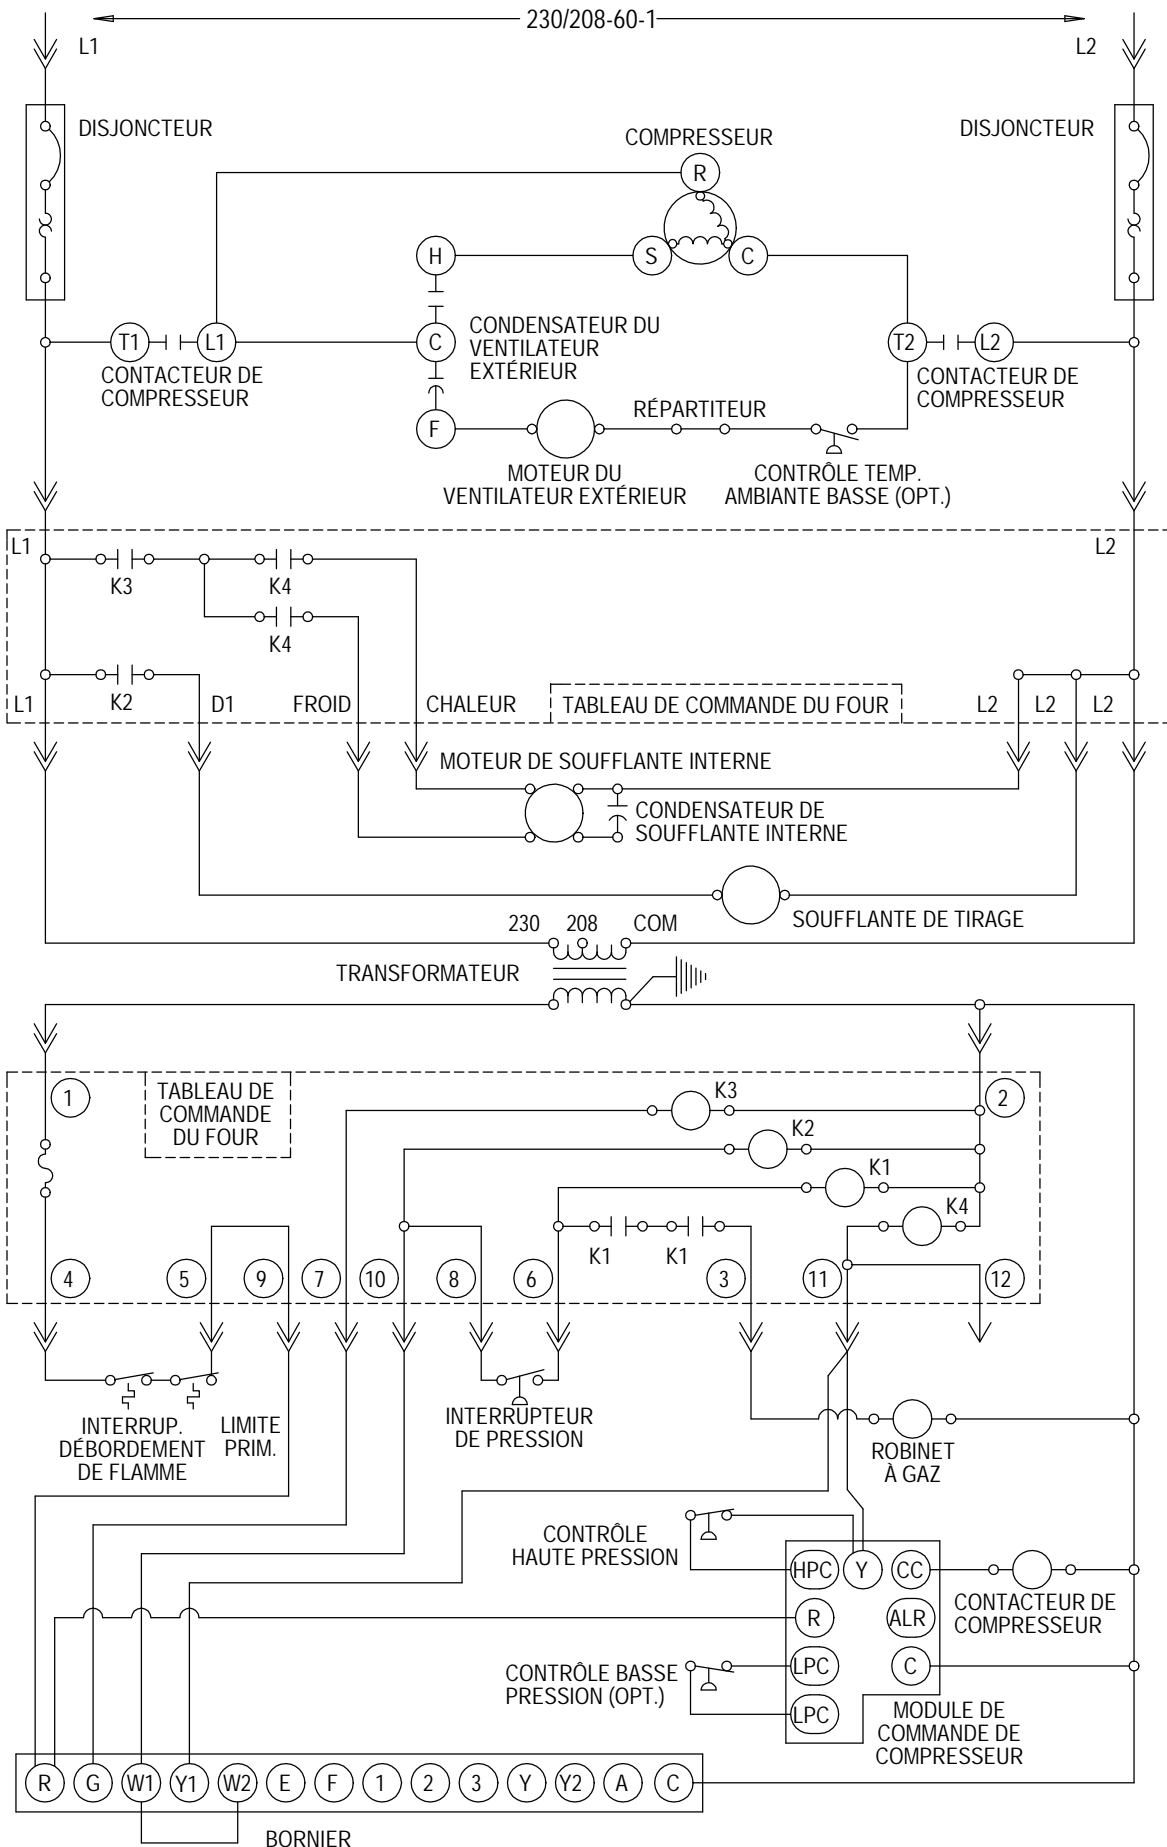 230/208-60-1
L1
L2
DISJONCTEUR
DISJONCTEUR
COMPRESSEUR
R
H
S
C
T1
L1
C
CONDENSATEUR DU
VENTILATEUR
EXTÉRIEUR
T2
L2
CONTACTEUR DE
COMPRESSEUR
CONTACTEUR DE
COMPRESSEUR
F
RÉPARTITEUR
MOTEUR DU
VENTILATEUR EXTÉRIEUR
CONTRÔLE TEMP.
AMBIANTE BASSE (OPT.)
L1
L2
K3
K4
K4
K2
L1
D1
FROID
CHALEUR
TABLEAU DE COMMANDE DU FOUR
L2
L2
L2
MOTEUR DE SOUFFLANTE INTERNE
CONDENSATEUR DE
SOUFFLANTE INTERNE
SOUFFLANTE DE TIRAGE
230
208
COM
TRANSFORMATEUR
1
TABLEAU DE
COMMANDE
DU FOUR
K3
2
K2
K1
K4
K1
K1
4
5
9
7
10
8
6
3
11
12
INTERRUP.
DÉBORDEMENT
DE FLAMME
LIMITE
PRIM.
INTERRUPTEUR
DE PRESSION
ROBINET
À GAZ
CONTRÔLE
HAUTE PRESSION
HPC
Y
CC
CONTACTEUR DE
COMPRESSEUR
R
ALR
CONTRÔLE BASSE
PRESSION (OPT.)
LPC
C
LPC
MODULE DE
COMMANDE DE
COMPRESSEUR
R
G
W1
Y1
W2
E
F
1
2
3
Y
Y2
A
C
BORNIER